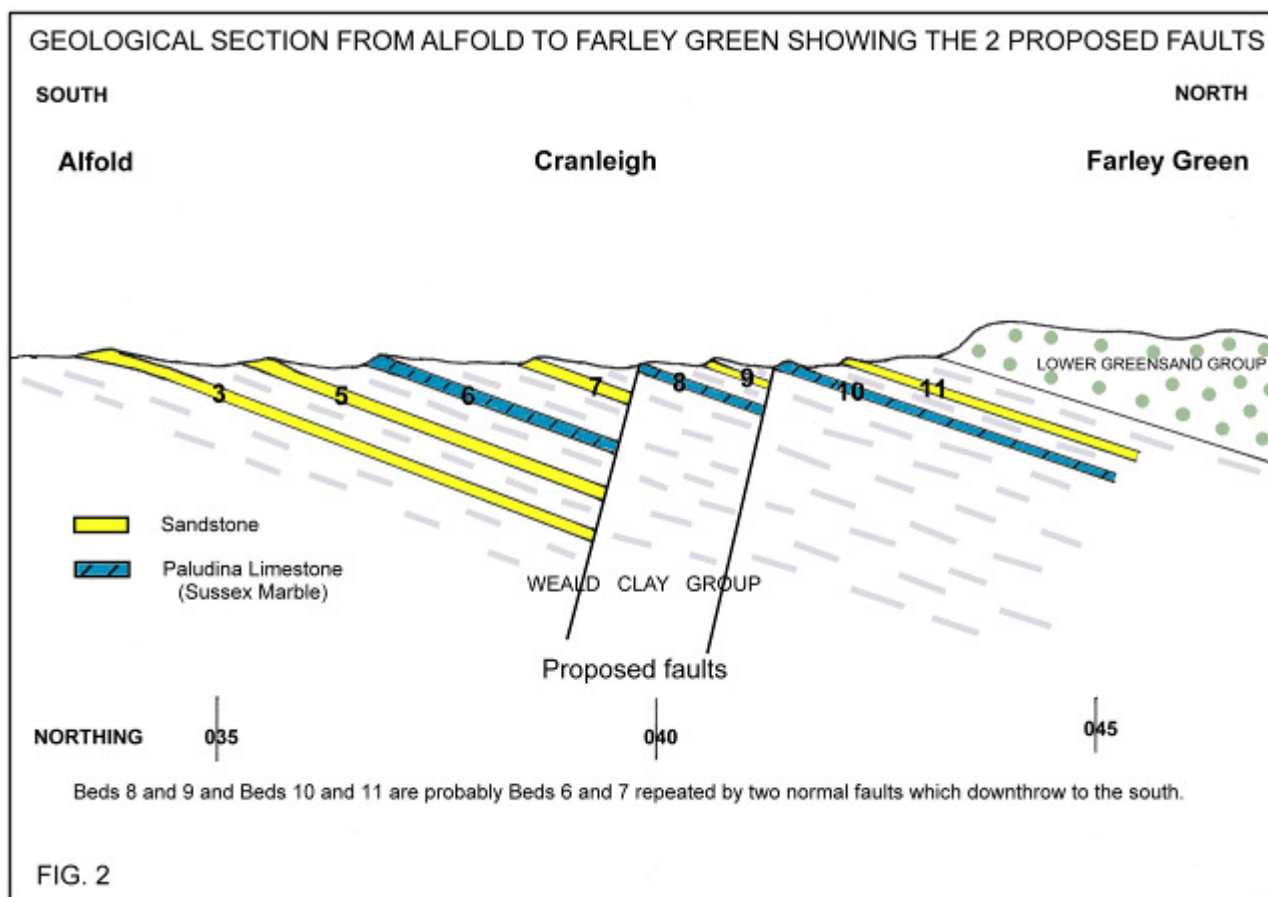 GEOLOGICAL SECTION FROM ALFOLD TO FARLEY GREEN SHOWING THE 2 PROPOSED FAULTS
SOUTH NORTH
Alfold Cranleigh Farley Green
LOWER GREENSAND GROUP
3 5 6 7 8 9 10 11
Sandstone
Paludina Limestone
(Sussex Marble)
WEALD CLAY GROUP
Proposed faults
NORTHING 035 040 045
Beds 8 and 9 and Beds 10 and 11 are probably Beds 6 and 7 repeated by two normal faults which downthrow to the south.
FIG. 2